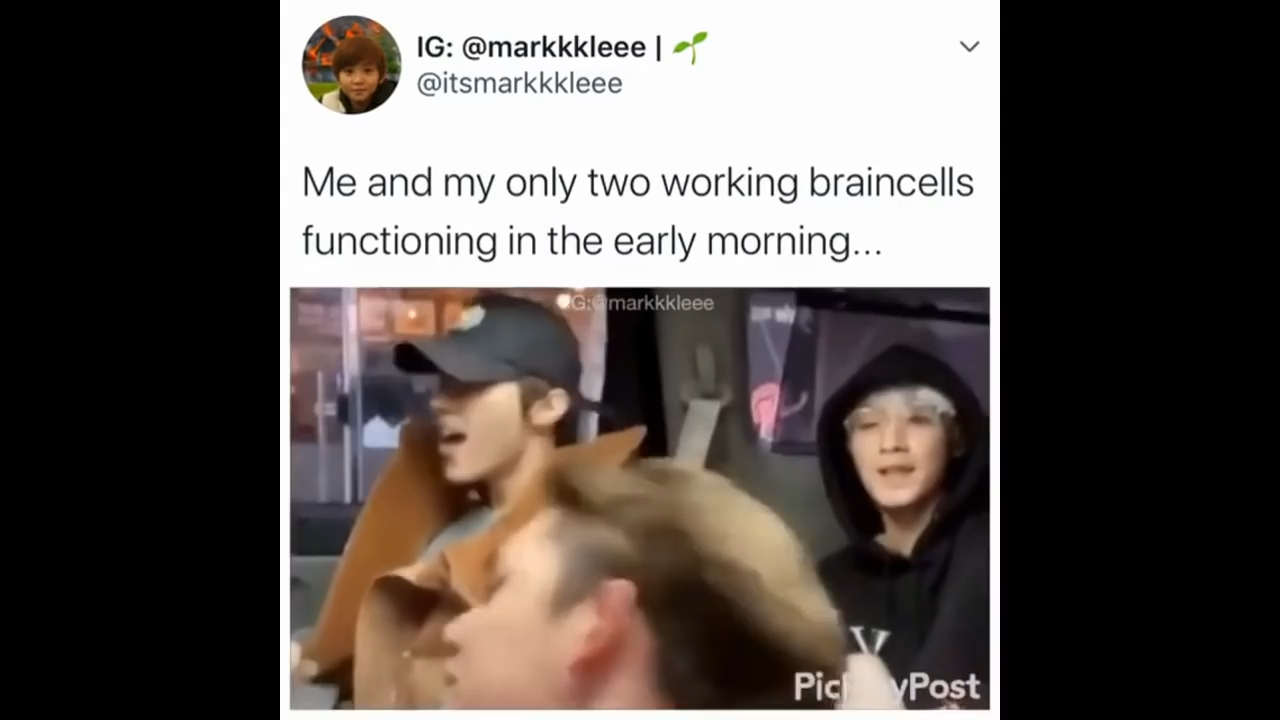 IG: @markkkleee | 🌱
@itsmarkkkleee
Me and my only two working braincells
functioning in the early morning...
IG:@markkkleee
V